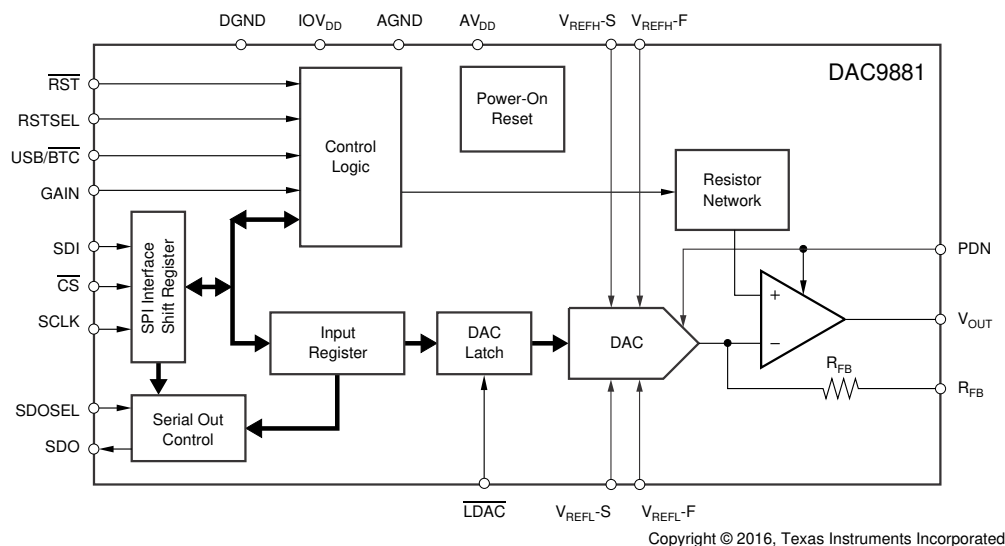 DGND IOVDD AGND AVDD VREFH-S VREFH-F
DAC9881
RST
RSTSEL
USB/BTC
GAIN
SDI
CS
SCLK
SDOSEL
SDO
Control
Logic
Power-On
Reset
Resistor
Network
SPI Interface
Shift Register
Input
Register
DAC
Latch
DAC
Serial Out
Control
+
−
RFB
PDN
VOUT
RFB
LDAC VREFL-S VREFL-F
Copyright © 2016, Texas Instruments Incorporated